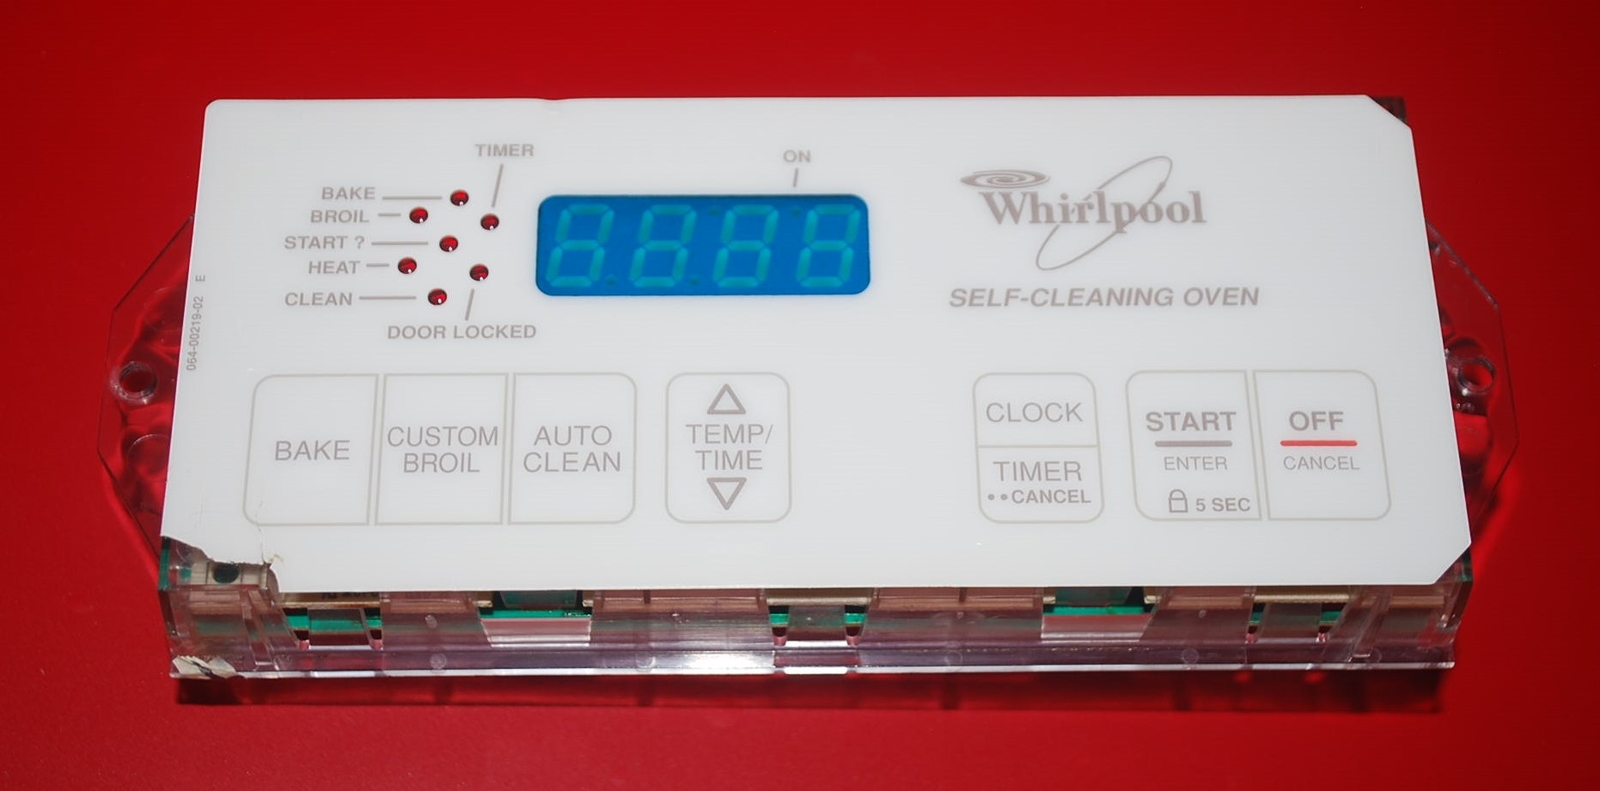 TIMER
ON
BAKE
BROIL
START ?
HEAT
CLEAN
DOOR LOCKED
064-00219-02 E
Whirlpool
SELF-CLEANING OVEN
BAKE
CUSTOM
BROIL
AUTO
CLEAN
TEMP/
TIME
CLOCK
TIMER
••CANCEL
START
ENTER
5 SEC
OFF
CANCEL